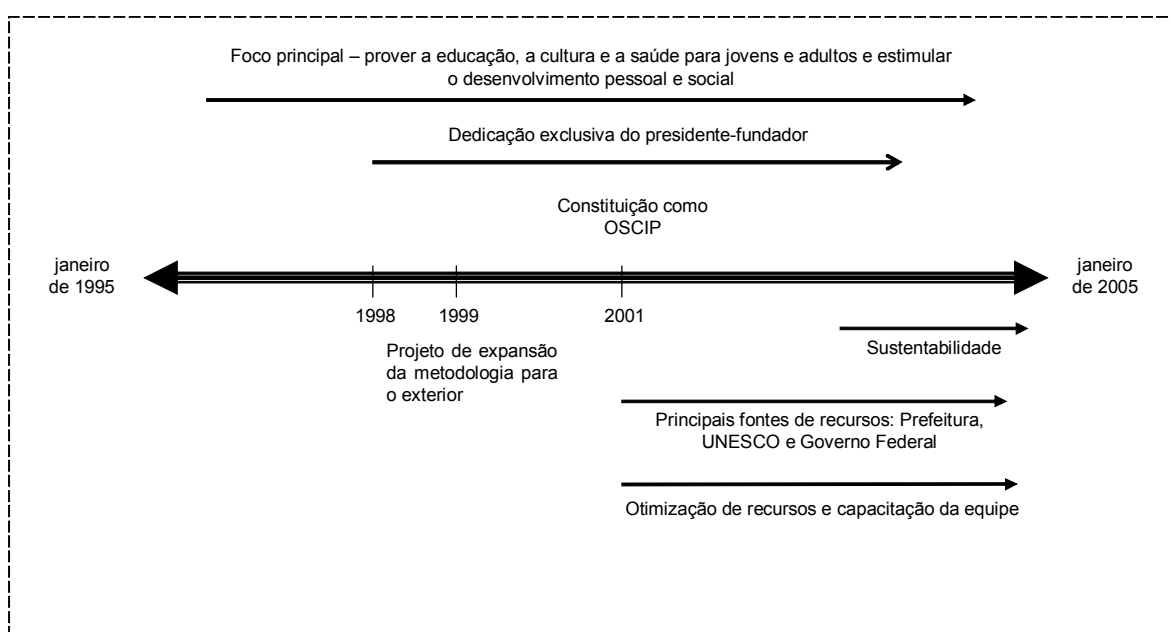 Foco principal – prover a educação, a cultura e a saúde para jovens e adultos e estimular
o desenvolvimento pessoal e social
Dedicação exclusiva do presidente-fundador
Constituição como
OSCIP
janeiro
de 1995
janeiro
de 2005
1998
1999
2001
Projeto de expansão
da metodologia para
o exterior
Sustentabilidade
Principais fontes de recursos: Prefeitura,
UNESCO e Governo Federal
Otimização de recursos e capacitação da equipe